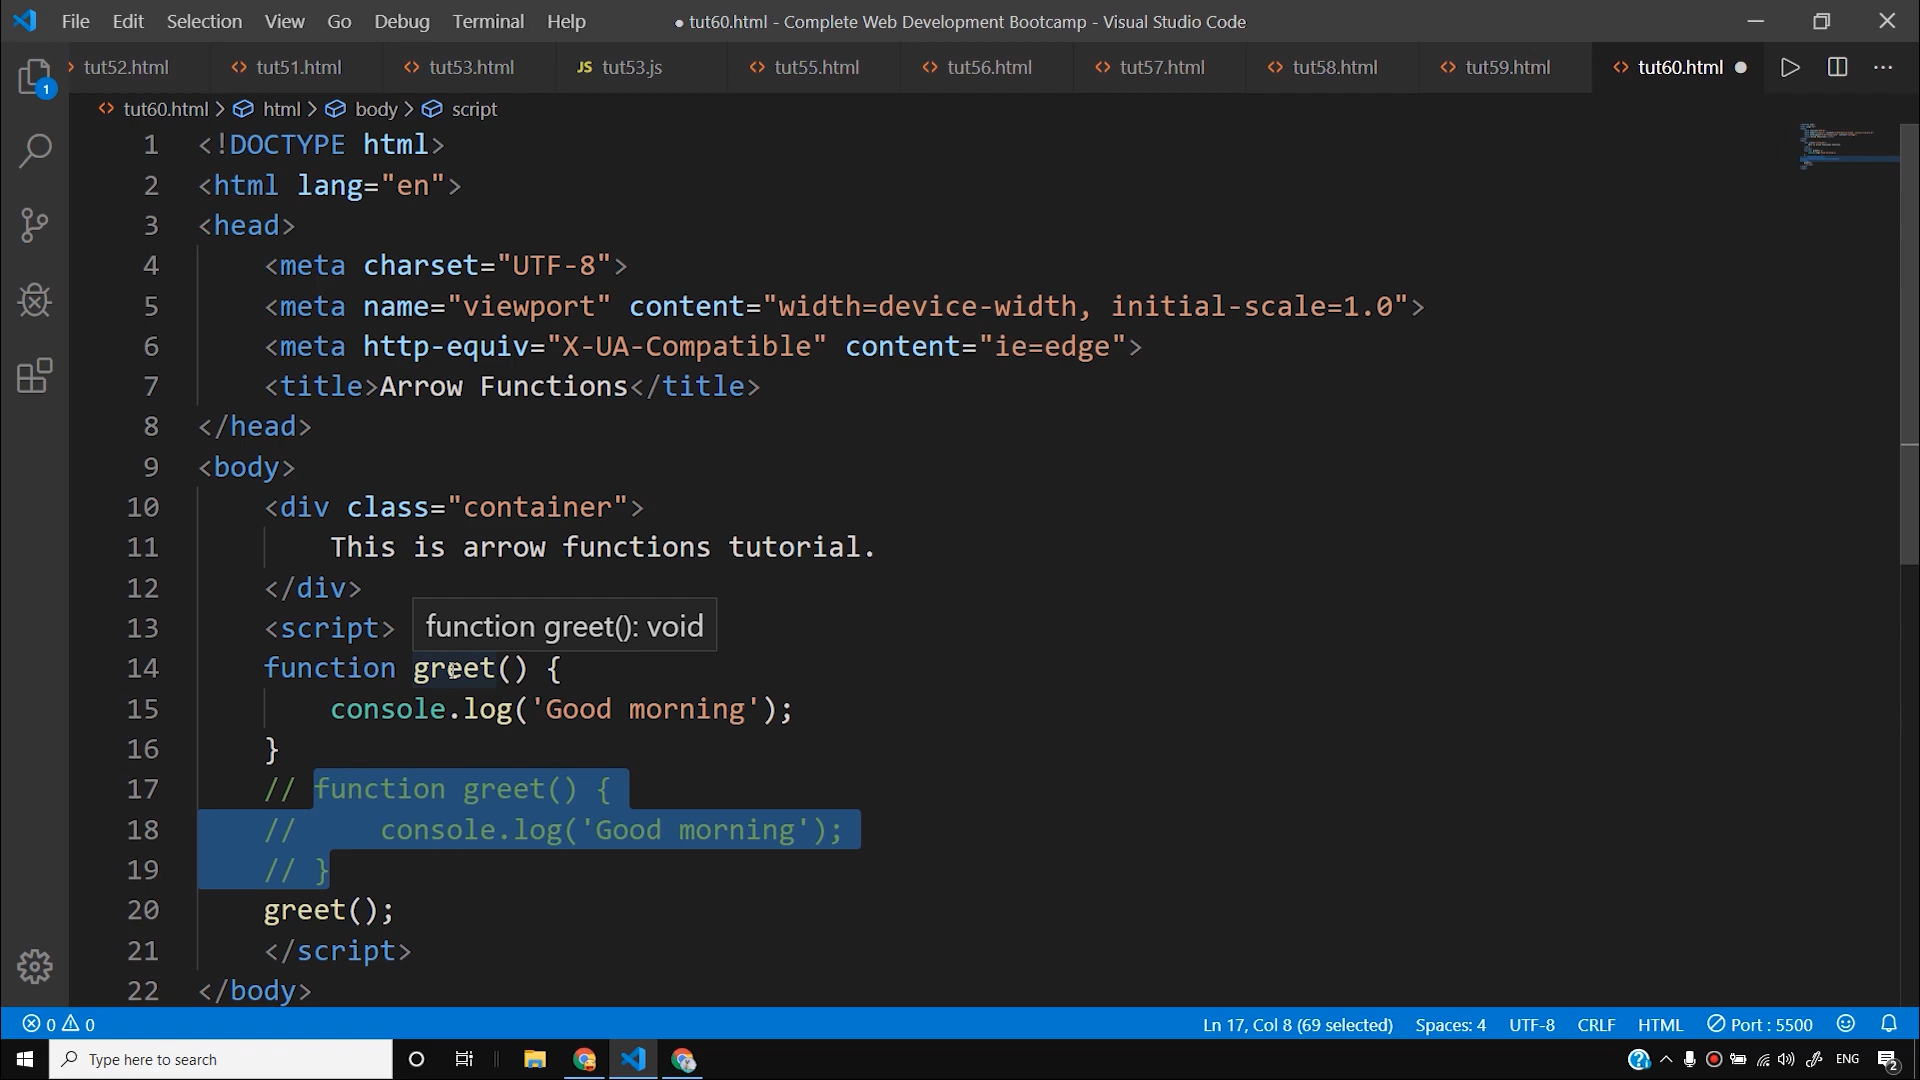 File Edit Selection View Go Debug Terminal Help ● tut60.html - Complete Web Development Bootcamp - Visual Studio Code
tut52.html tut51.html tut53.html JS tut53.js tut55.html tut56.html tut57.html tut58.html tut59.html tut60.html
1
tut60.html > html > body > script
1 <!DOCTYPE html>
2 <html lang="en">
3 <head>
4 <meta charset="UTF-8">
5 <meta name="viewport" content="width=device-width, initial-scale=1.0">
6 <meta http-equiv="X-UA-Compatible" content="ie=edge">
7 <title>Arrow Functions</title>
8 </head>
9 <body>
10 <div class="container">
11 This is arrow functions tutorial.
12 </div>
13 <script> function greet(): void
14 function greet() {
15 console.log('Good morning');
16 }
17 // function greet() {
18 // console.log('Good morning');
19 // }
20 greet();
21 </script>
22 </body>
0 0 Ln 17, Col 8 (69 selected) Spaces: 4 UTF-8 CRLF HTML Port : 5500
Type here to search ENG 2